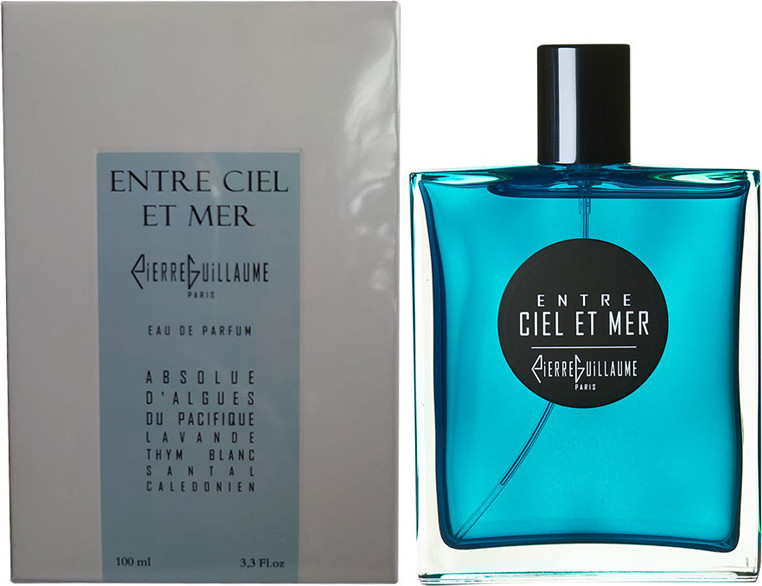 ENTRE CIEL
ET MER
PIERREGUILLAUME
PARIS
EAU DE PARFUM
ABSOLUE
D'ALGUES
DU PACIFIQUE
LAVANDE
THYM BLANC
SANTAL
CALEDONIEN
100 ml 3,3 Fl.oz
ENTRE
CIEL ET MER
PIERREGUILLAUME
PARIS